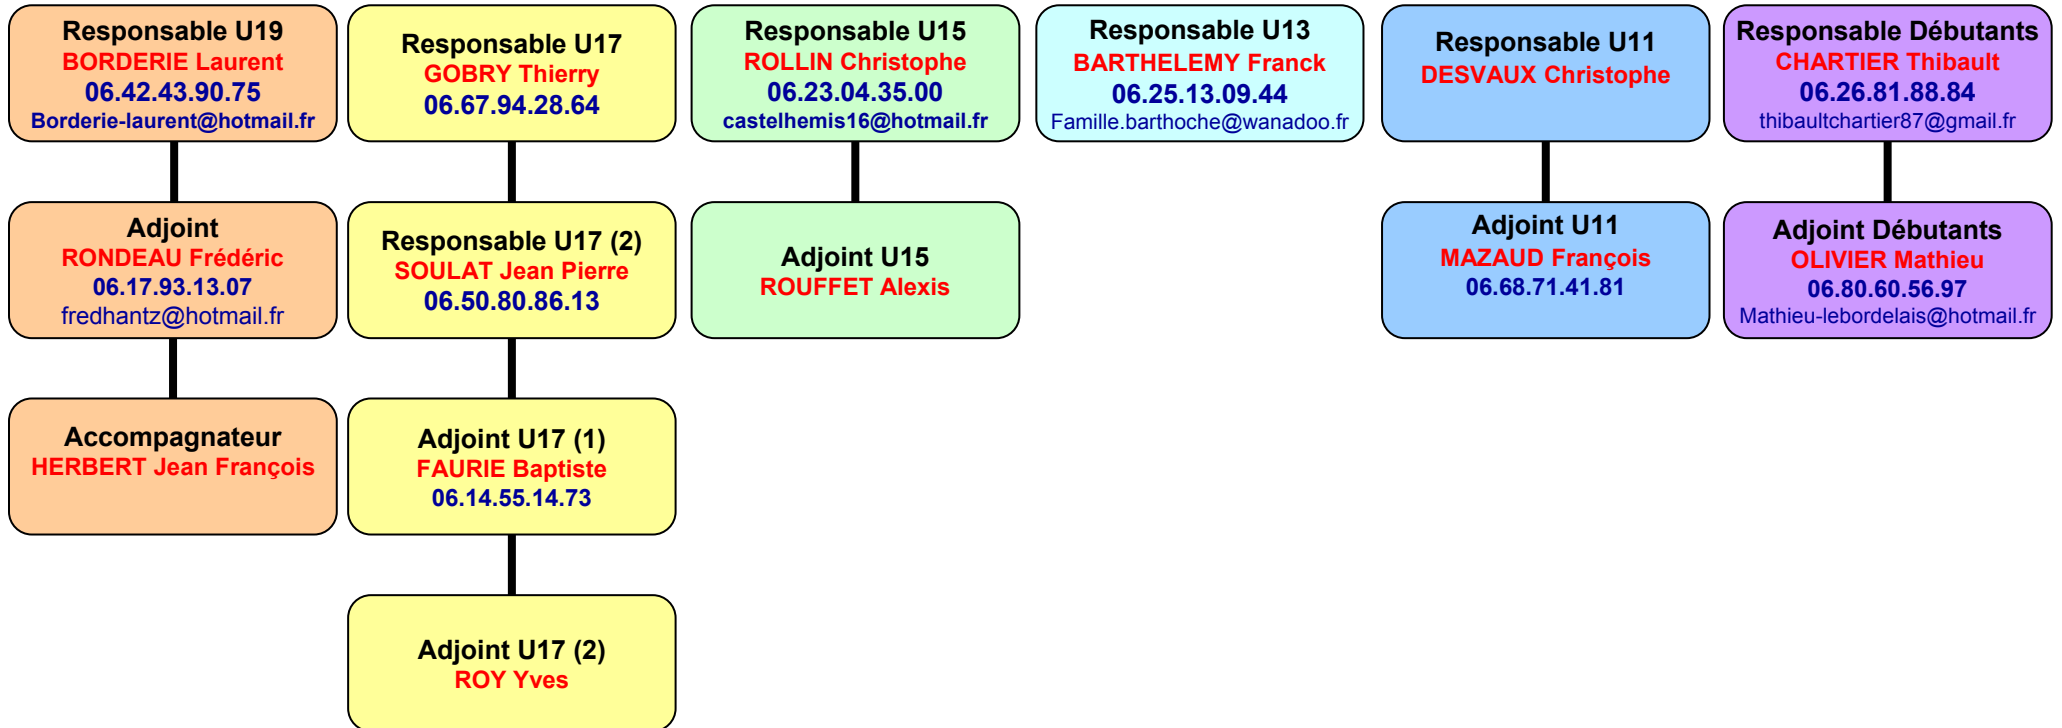 Responsable U19
BORDERIE Laurent
06.42.43.90.75
Borderie-laurent@hotmail.fr
Responsable U17
GOBRY Thierry
06.67.94.28.64
Responsable U15
ROLLIN Christophe
06.23.04.35.00
castelhemis16@hotmail.fr
Responsable U13
BARTHELEMY Franck
06.25.13.09.44
Famille.barthoche@wanadoo.fr
Responsable U11
DESVAUX Christophe
Responsable Débutants
CHARTIER Thibault
06.26.81.88.84
thibaultchartier87@gmail.fr
Adjoint
RONDEAU Frédéric
06.17.93.13.07
fredhantz@hotmail.fr
Responsable U17 (2)
SOULAT Jean Pierre
06.50.80.86.13
Adjoint U15
ROUFFET Alexis
Adjoint U11
MAZAUD François
06.68.71.41.81
Adjoint Débutants
OLIVIER Mathieu
06.80.60.56.97
Mathieu-lebordelais@hotmail.fr
Accompagnateur
HERBERT Jean François
Adjoint U17 (1)
FAURIE Baptiste
06.14.55.14.73
Adjoint U17 (2)
ROY Yves